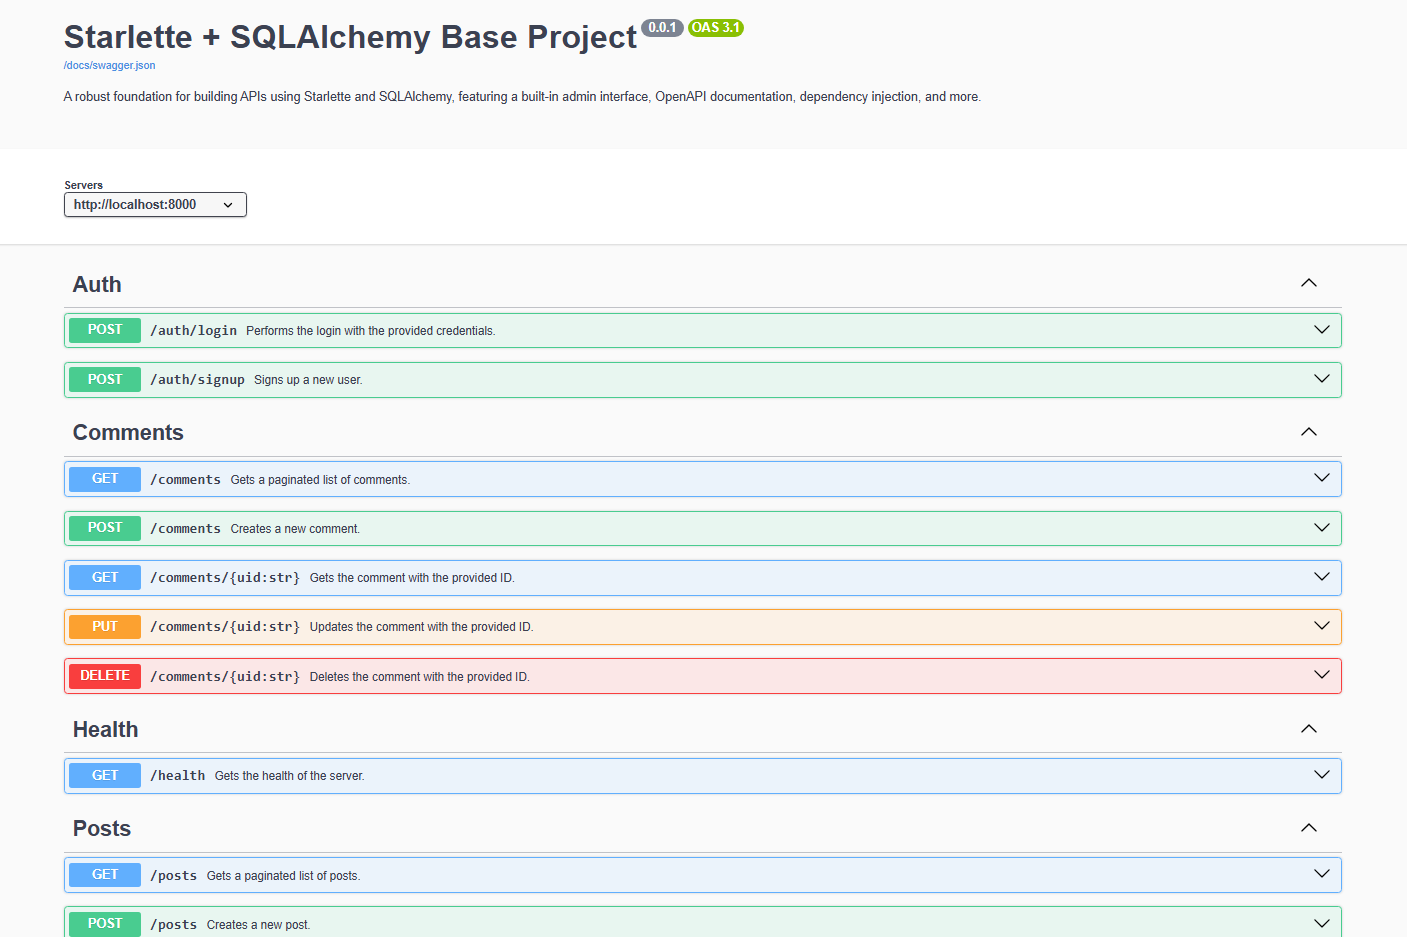 Starlette + SQLAlchemy Base Project 0.0.1 OAS 3.1
/docs/swagger.json
A robust foundation for building APIs using Starlette and SQLAlchemy, featuring a built-in admin interface, OpenAPI documentation, dependency injection, and more.
Servers
http://localhost:8000
Auth
POST /auth/login Performs the login with the provided credentials.
POST /auth/signup Signs up a new user.
Comments
GET /comments Gets a paginated list of comments.
POST /comments Creates a new comment.
GET /comments/{uid:str} Gets the comment with the provided ID.
PUT /comments/{uid:str} Updates the comment with the provided ID.
DELETE /comments/{uid:str} Deletes the comment with the provided ID.
Health
GET /health Gets the health of the server.
Posts
GET /posts Gets a paginated list of posts.
POST /posts Creates a new post.